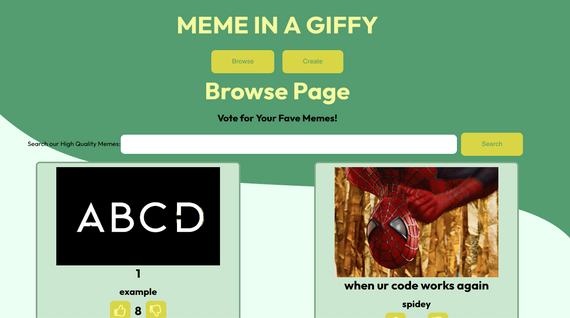 MEME IN A GIFFY
Browse Create
Browse Page
Vote for Your Fave Memes!
Search our High Quality Memes: Search
ABCD
1
example
8
when ur code works again
spidey